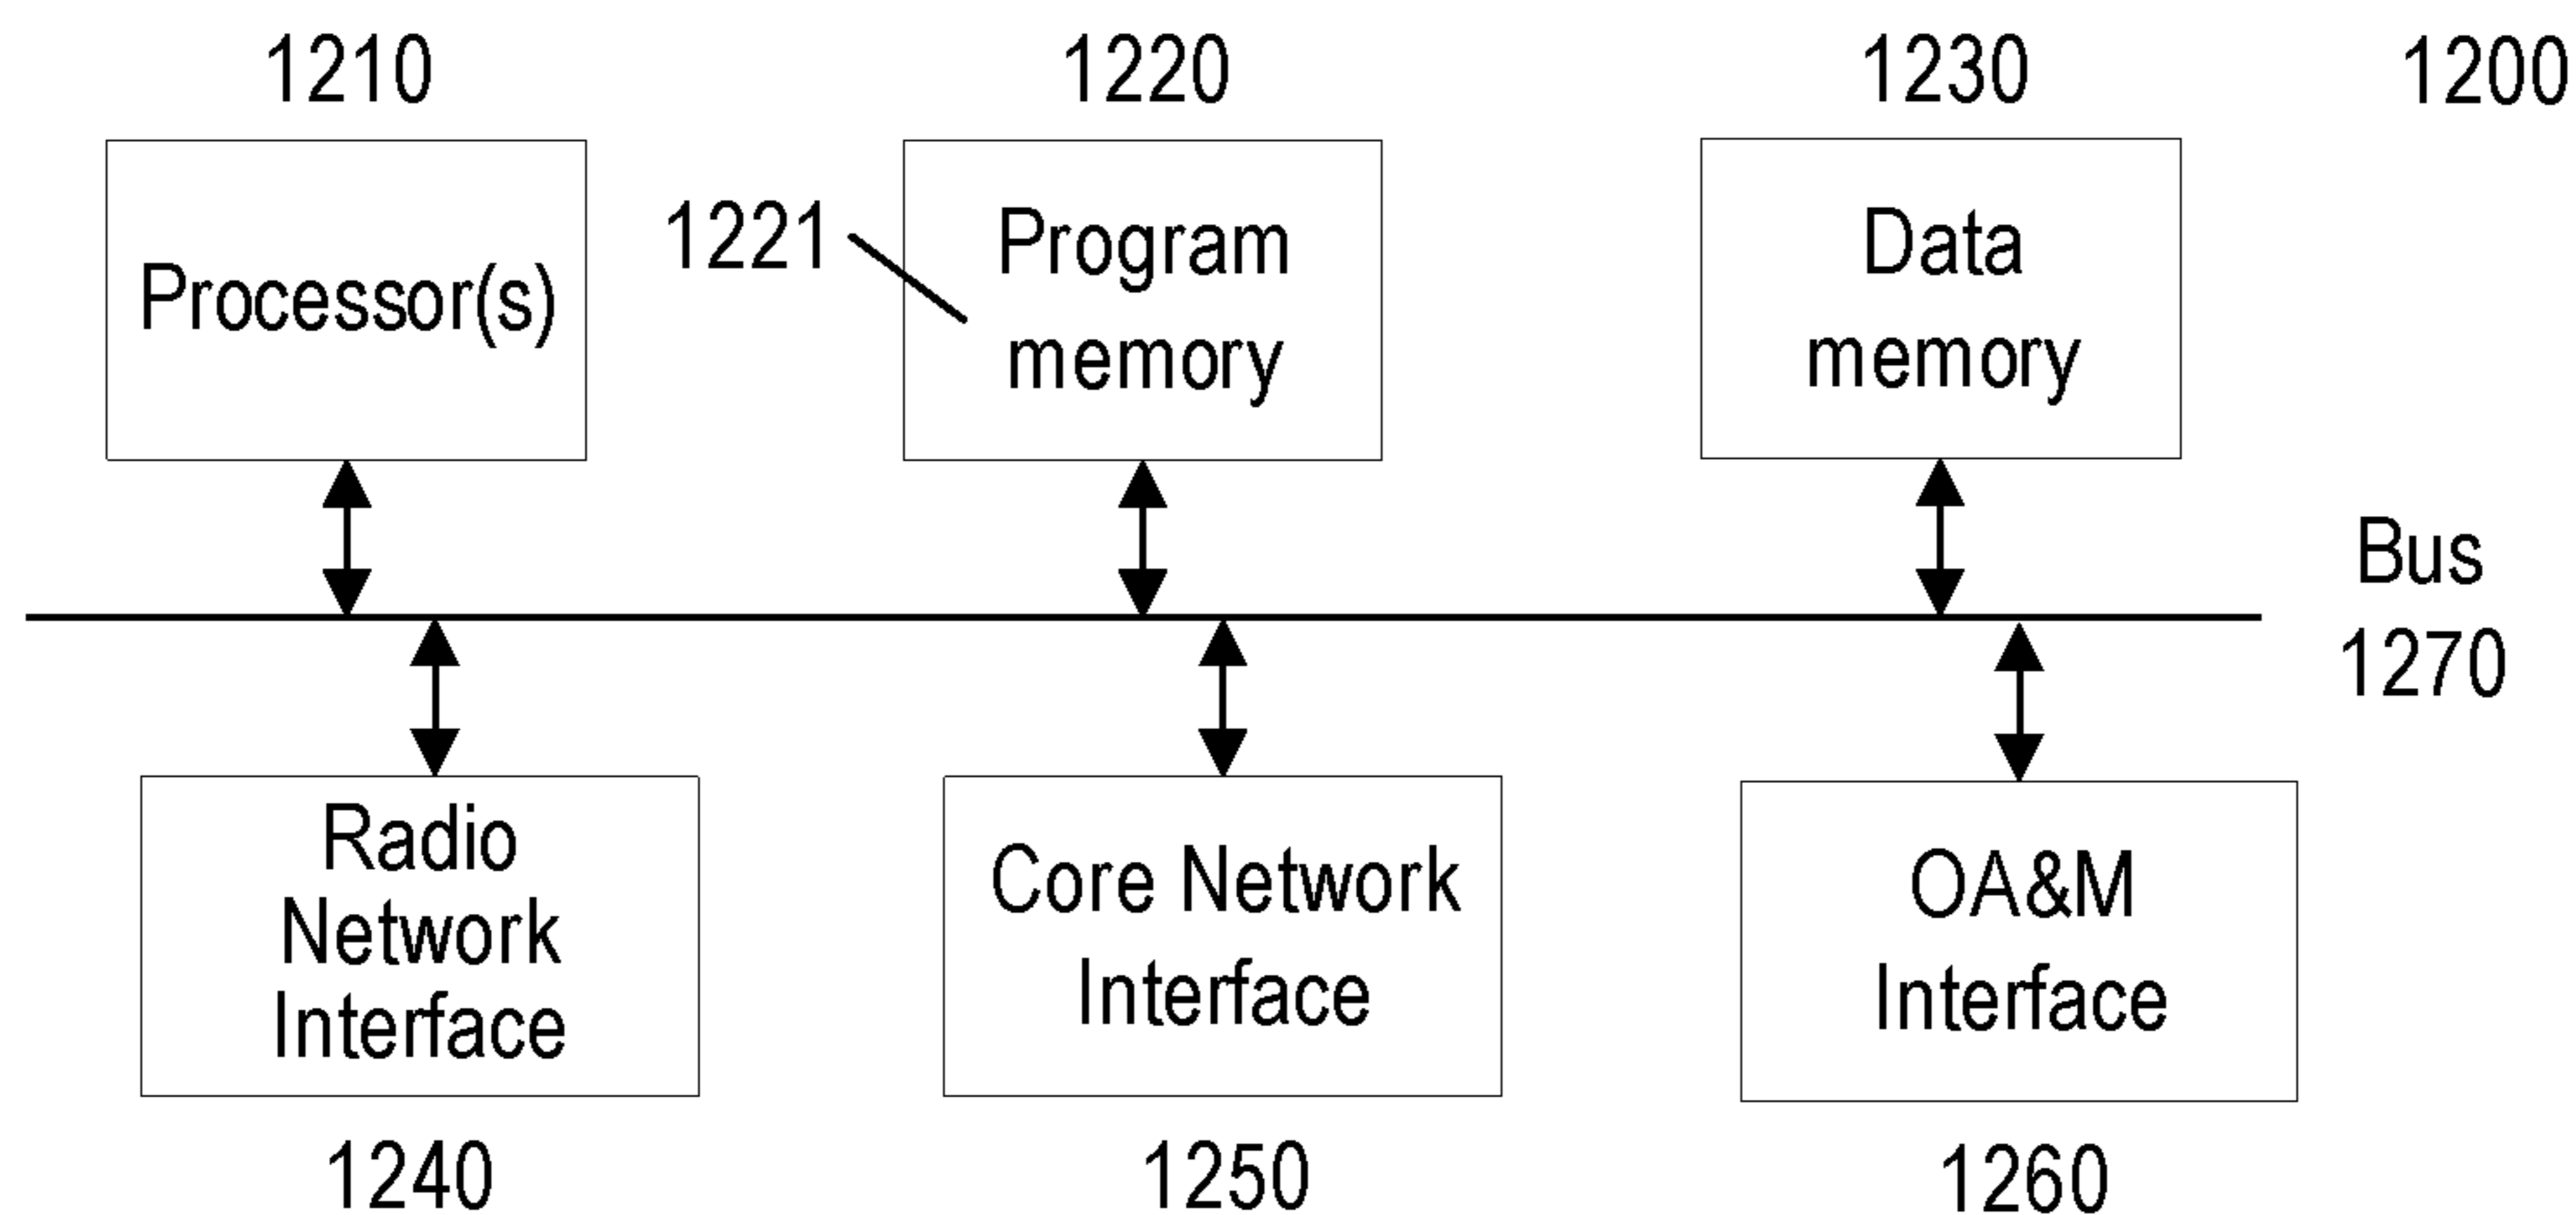 1210
1220
1230
1200
Processor(s)
1221
Program
memory
Data
memory
Bus
1270
Radio
Network
Interface
Core Network
Interface
OA&M
Interface
1240
1250
1260